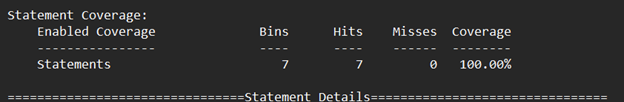 Statement Coverage:
    Enabled Coverage              Bins      Hits    Misses  Coverage
    ----------------              ----      ----    ------  --------
    Statements                       7         7         0   100.00%
================================Statement Details================================